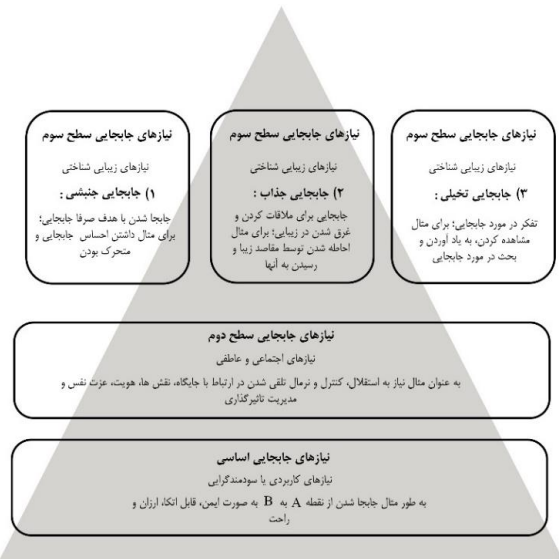 نیازهای جابجایی سطح سوم
نیازهای زیبایی شناختی
۳) جابجایی تخیلی :
تفکر در مورد جابجایی؛ برای مثال
مشاهده کردن، به یاد آوردن و
بحث در مورد جابجایی
نیازهای جابجایی سطح سوم
نیازهای زیبایی شناختی
۲) جابجایی جذاب :
جابجایی برای ملاقات کردن و
غرق شدن در زیبایی؛ برای مثال
احاطه شدن توسط مقاصد زیبا و
رسیدن به آنها
نیازهای جابجایی سطح سوم
نیازهای زیبایی شناختی
۱) جابجایی جنبشی :
جابجا شدن با هدف صرفا جابجایی؛
برای مثال داشتن احساس جابجایی و
متحرک بودن
نیازهای جابجایی سطح دوم
نیازهای اجتماعی و عاطفی
به عنوان مثال نیاز به استقلال، کنترل و نرمال تلقی شدن در ارتباط با جایگاه، نقش ها، هویت، عزت نفس و
مدیریت تاثیرگذاری
نیازهای جابجایی اساسی
نیازهای کاربردی یا سودمندگرایی
به طور مثال جابجا شدن از نقطه A به B به صورت ایمن، قابل اتکا، ارزان و
راحت